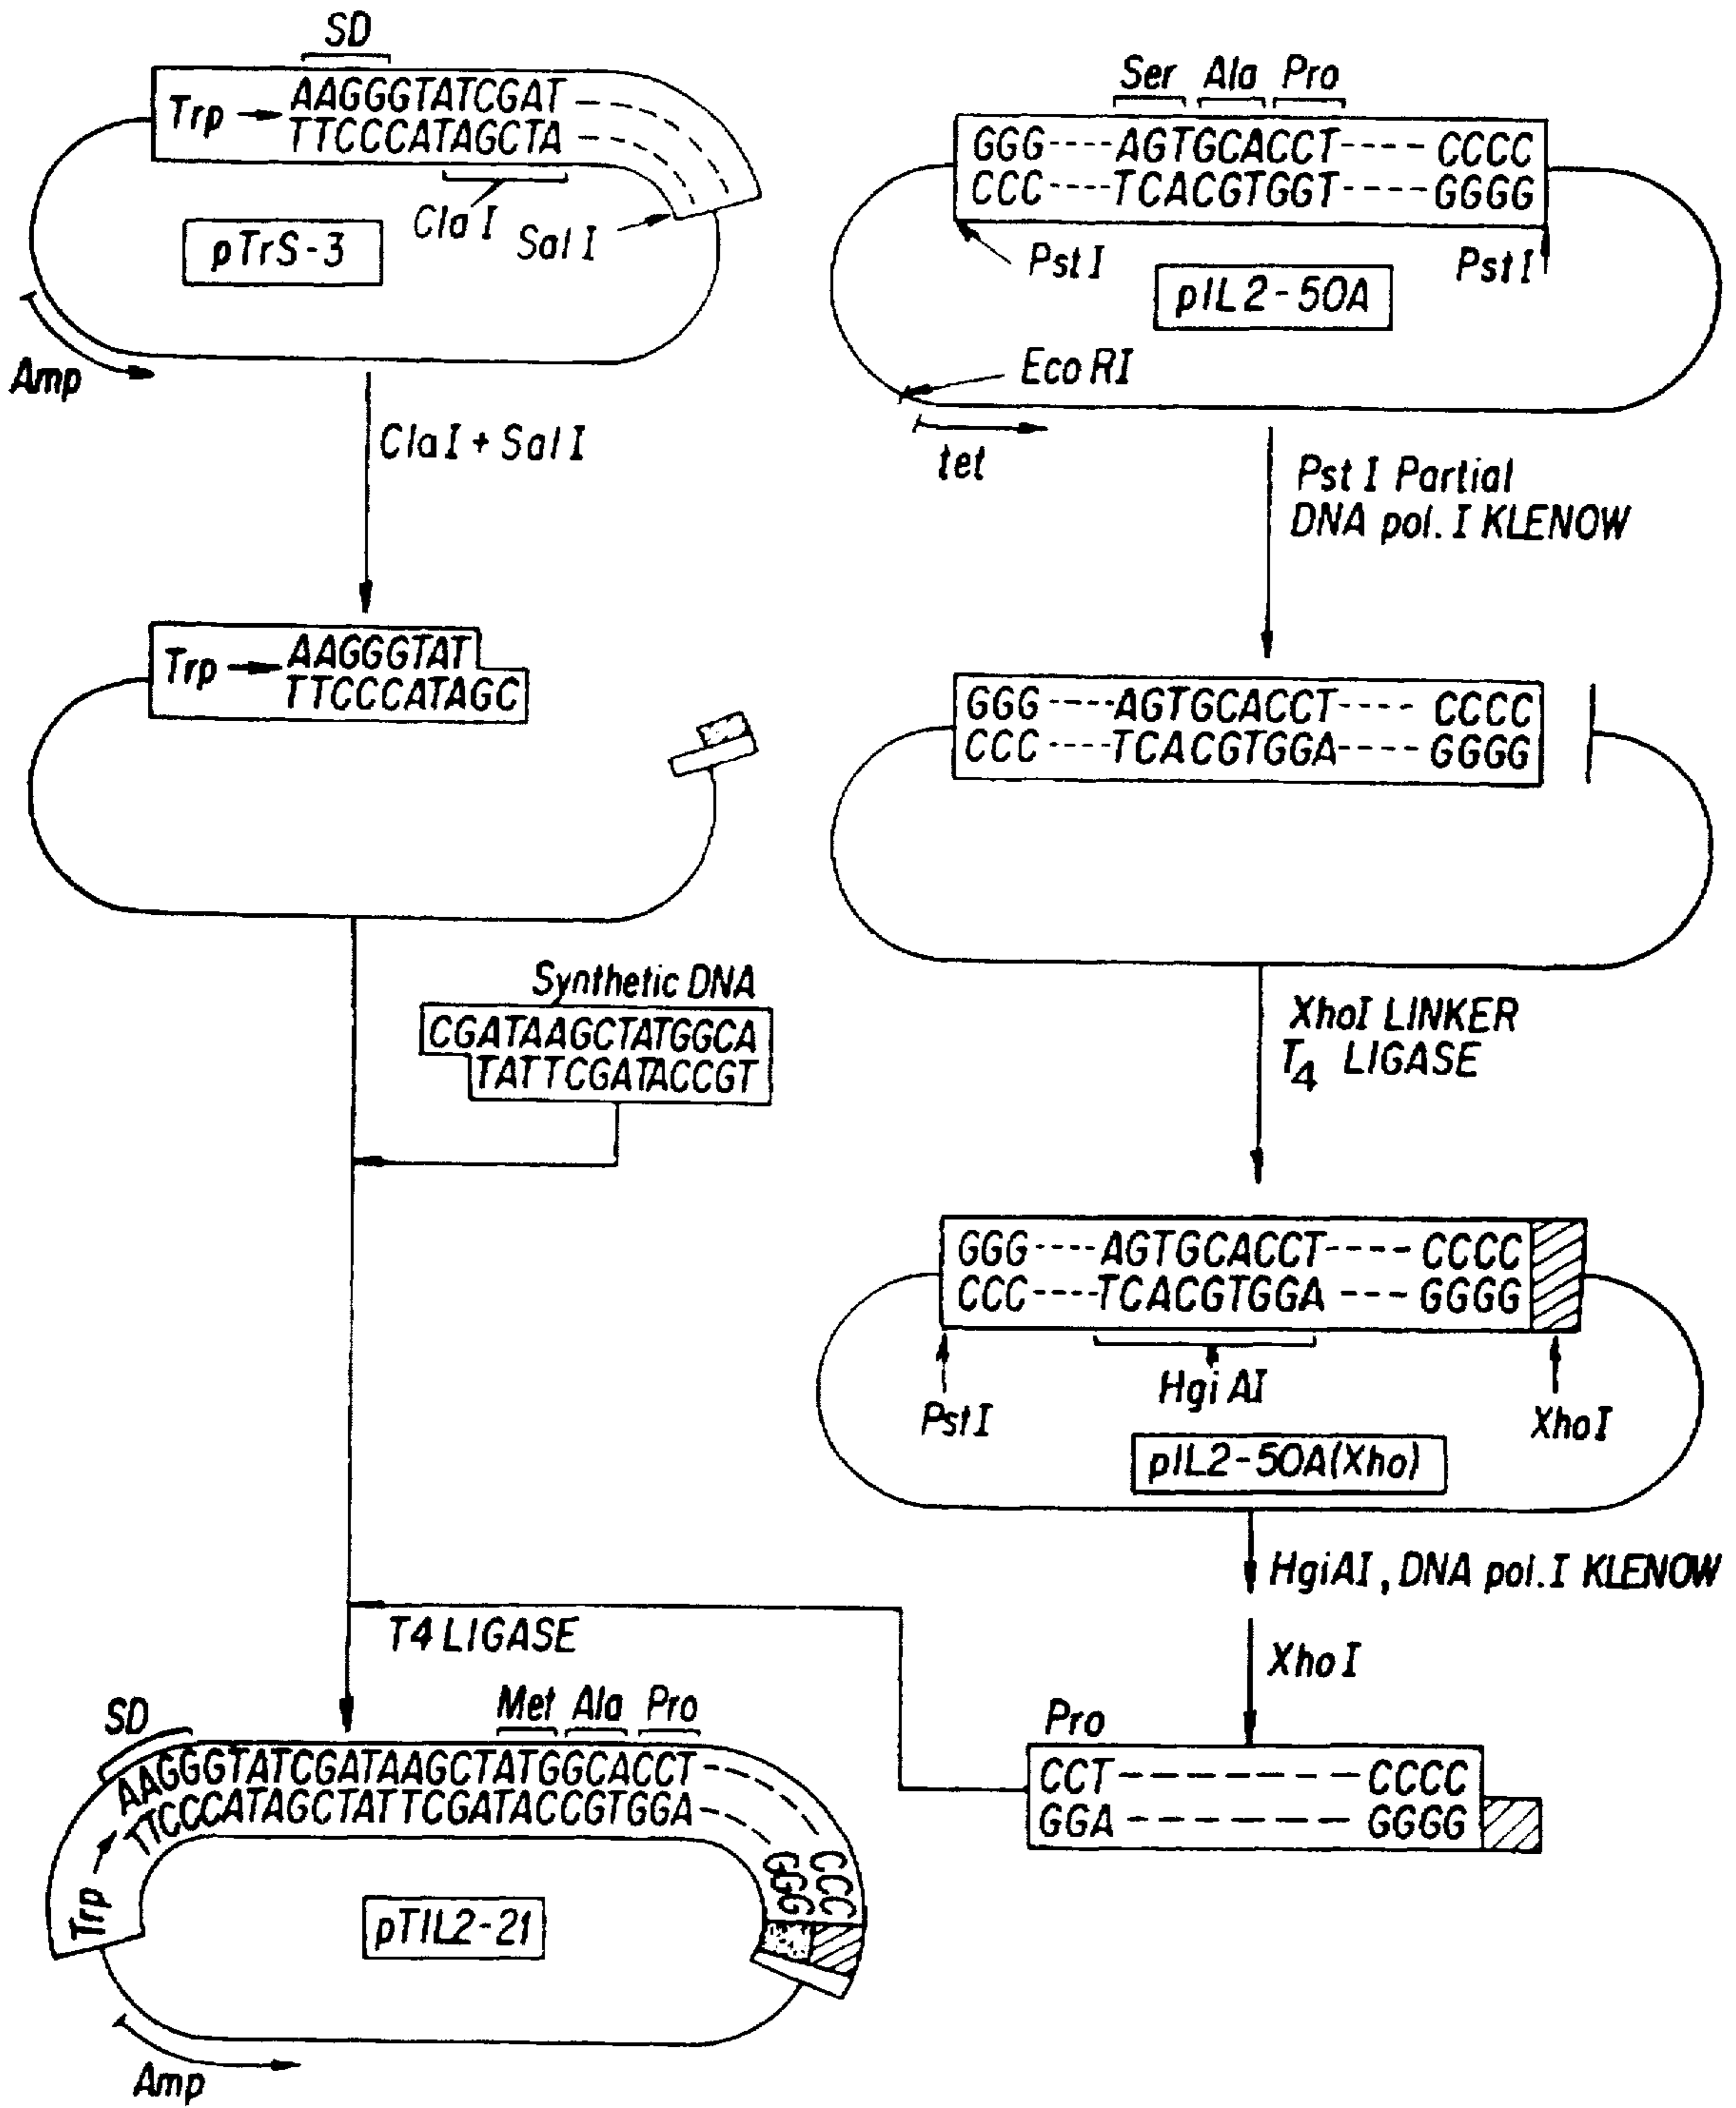 SD
Trp → AAGGGTATCGAT ----
TTCCCATAGCTA ----
Cla I
Sal I
pTrS-3
Amp
ClaI + Sal I
Trp → AAGGGTAT
TTCCCATAGC
Synthetic DNA
CGATAAGCTATGGCA
TATTCGATACCGT
T4 LIGASE
SD
Met Ala Pro
Trp → AAGGGTATCGATAAGCTATGGCACCT ---- CCC
TTCCCATAGCTATTCGATACCGTGGA ---- GGG
pTIL2-21
Amp
Ser Ala Pro
GGG----AGTGCACCT----CCCC
CCC----TCACGTGGT----GGGG
Pst I
Pst I
pIL2-50A
Eco RI
tet
Pst I Partial
DNA pol. I KLENOW
GGG----AGTGCACCT----CCCC
CCC----TCACGTGGA----GGGG
XhoI LINKER
T4 LIGASE
GGG----AGTGCACCT----CCCC
CCC----TCACGTGGA----GGGG
Hgi AI
Pst I
Xho I
pIL2-50A(Xho)
HgiAI, DNA pol. I KLENOW
Xho I
Pro
CCT--------CCCC
GGA--------GGGG